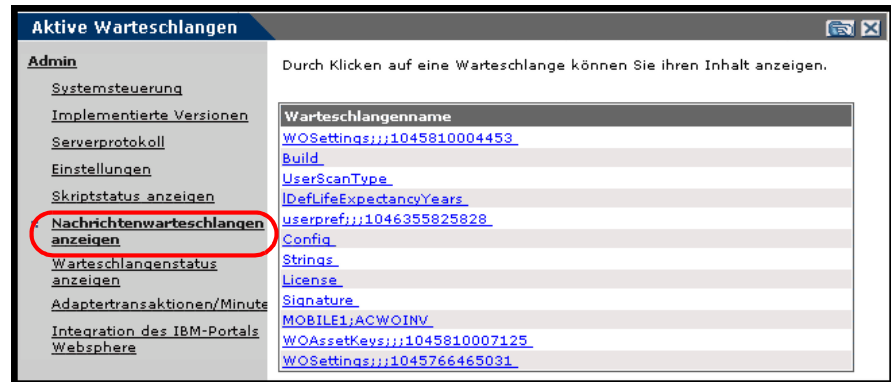 Aktive Warteschlangen
Admin
Systemsteuerung
Implementierte Versionen
Serverprotokoll
Einstellungen
Skriptstatus anzeigen
Nachrichtenwarteschlangen
anzeigen
Warteschlangenstatus
anzeigen
Adaptertransaktionen/Minute
Integration des IBM-Portals
Websphere
Durch Klicken auf eine Warteschlange können Sie ihren Inhalt anzeigen.
Warteschlangenname
WOSettings;;;1045810004453
Build
UserScanType
lDefLifeExpectancyYears
userpref;;;1046355825828
Config
Strings
License
Signature
MOBILE1;ACWOINV
WOAssetKeys;;;1045810007125
WOSettings;;;1045766465031